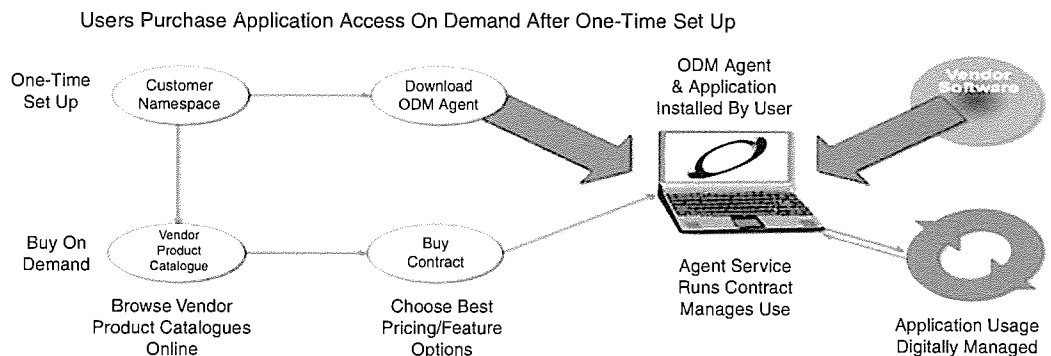 Users Purchase Application Access On Demand After One-Time Set Up
One-Time
Set Up
Customer
Namespace
Download
ODM Agent
ODM Agent
& Application
Installed By User
Vendor
Software
Buy On
Demand
Vendor
Product
Catalogue
Buy
Contract
Browse Vendor
Product Catalogues
Online
Choose Best
Pricing/Feature
Options
Agent Service
Runs Contract
Manages Use
Application Usage
Digitally Managed